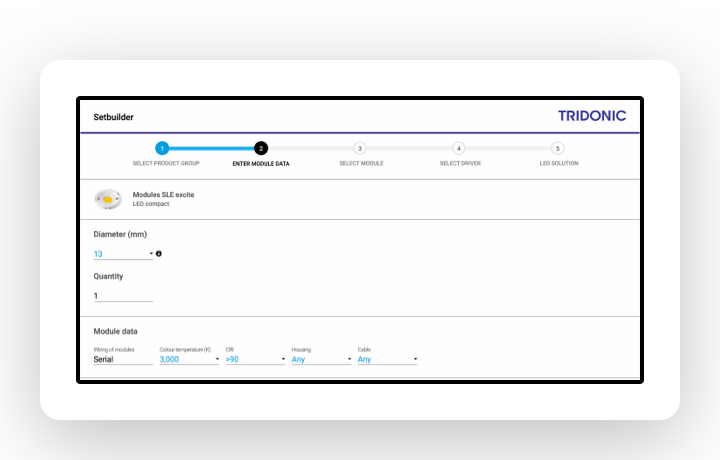 Setbuilder
TRIDONIC
1
2
3
4
5
SELECT PRODUCT GROUP
ENTER MODULE DATA
SELECT MODULE
SELECT DRIVER
LED SOLUTION
Modules SLE excite
LED compact
Diameter (mm)
13
Quantity
1
Module data
Wiring of modules
Colour temperature (K)
CRI
Housing
Cable
Serial
3,000
>90
Any
Any